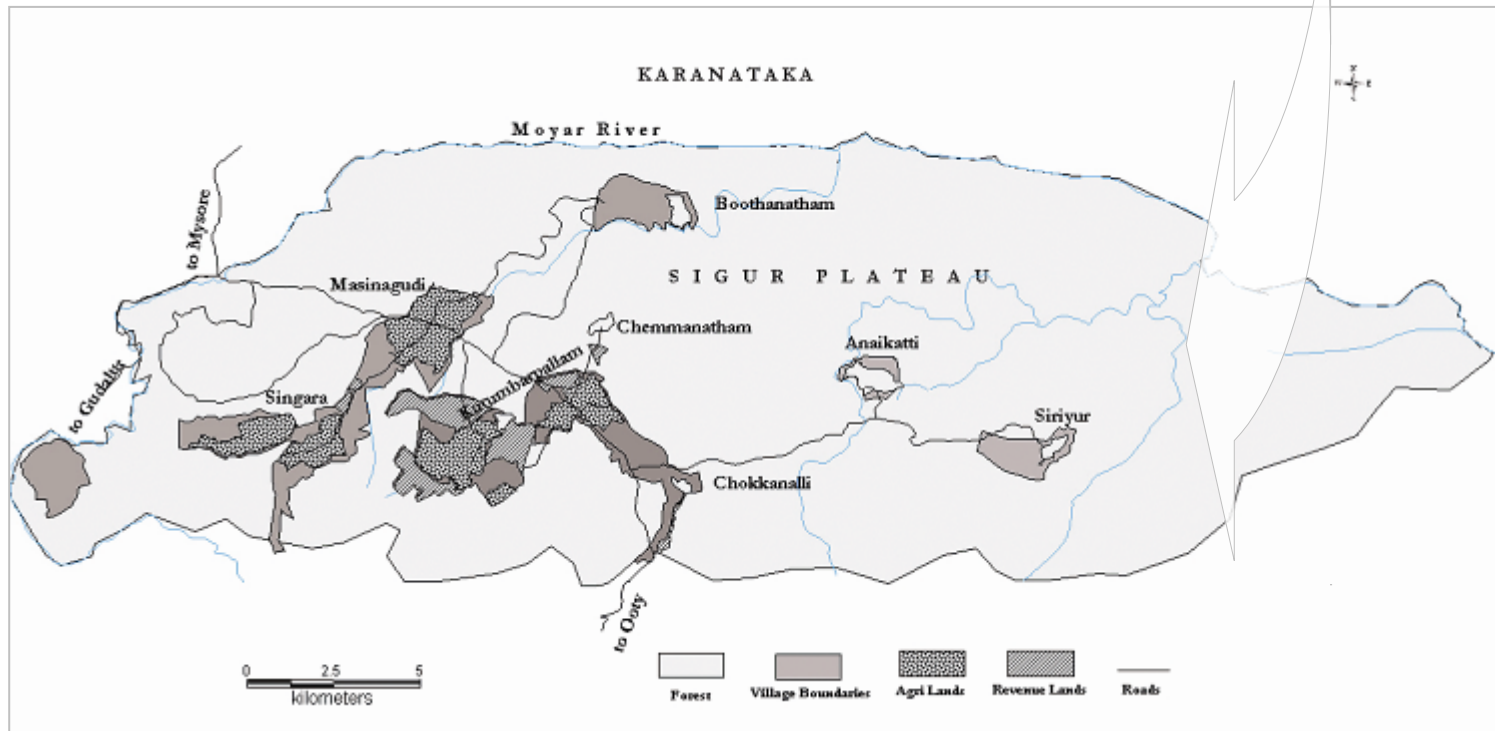 KARANATAKA
N
W E
Moyar River
to Mysore
Boothanatham
Masinagudi
SIGUR PLATEAU
Chemmanatham
Kurumbarpallam
Anaikatti
to Gudalur
Singara
Siriyur
Chokkanalli
to Ooty
0 2.5 5
kilometers
Forest
Village Boundaries
Agri Lands
Revenue Lands
Roads